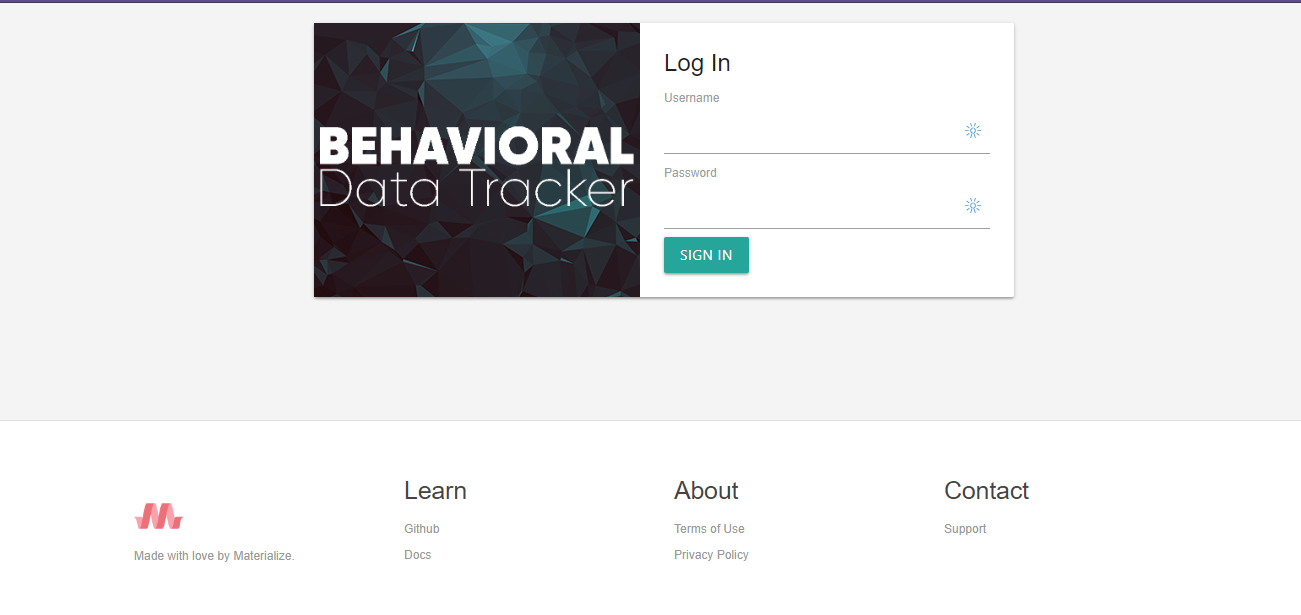 BEHAVIORAL
Data Tracker
Log In
Username
Password
SIGN IN
Made with love by Materialize.
Learn
Github
Docs
About
Terms of Use
Privacy Policy
Contact
Support